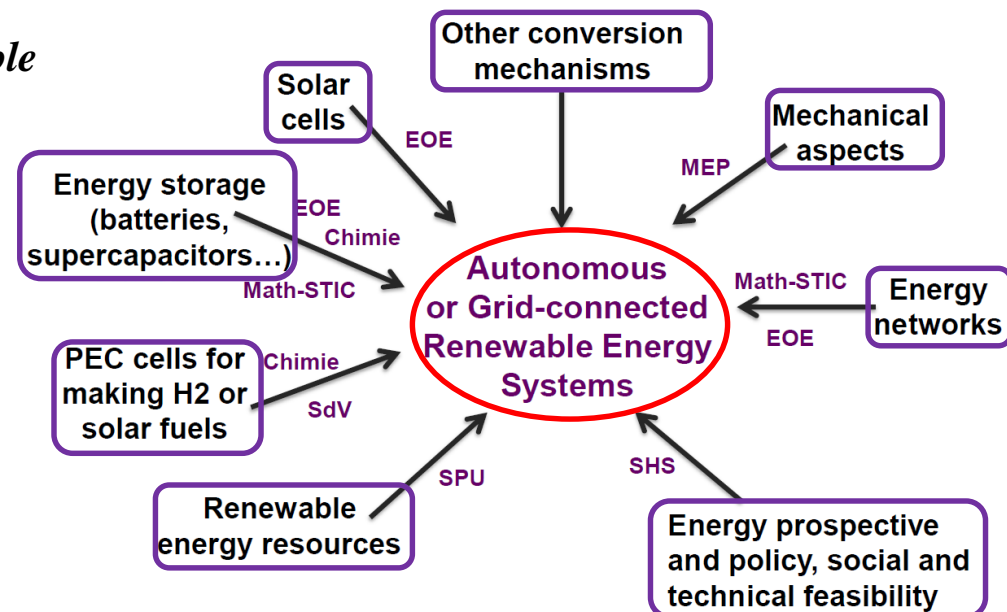 Other conversion
mechanisms
Solar
cells
EOE
Mechanical
aspects
MEP
Energy storage
(batteries,
supercapacitors…)
EOE
Chimie
Math-STIC
Autonomous
or Grid-connected
Renewable Energy
Systems
Math-STIC
EOE
Energy
networks
PEC cells for
making H2 or
solar fuels
Chimie
SdV
SPU
Renewable
energy resources
SHS
Energy prospective
and policy, social and
technical feasibility